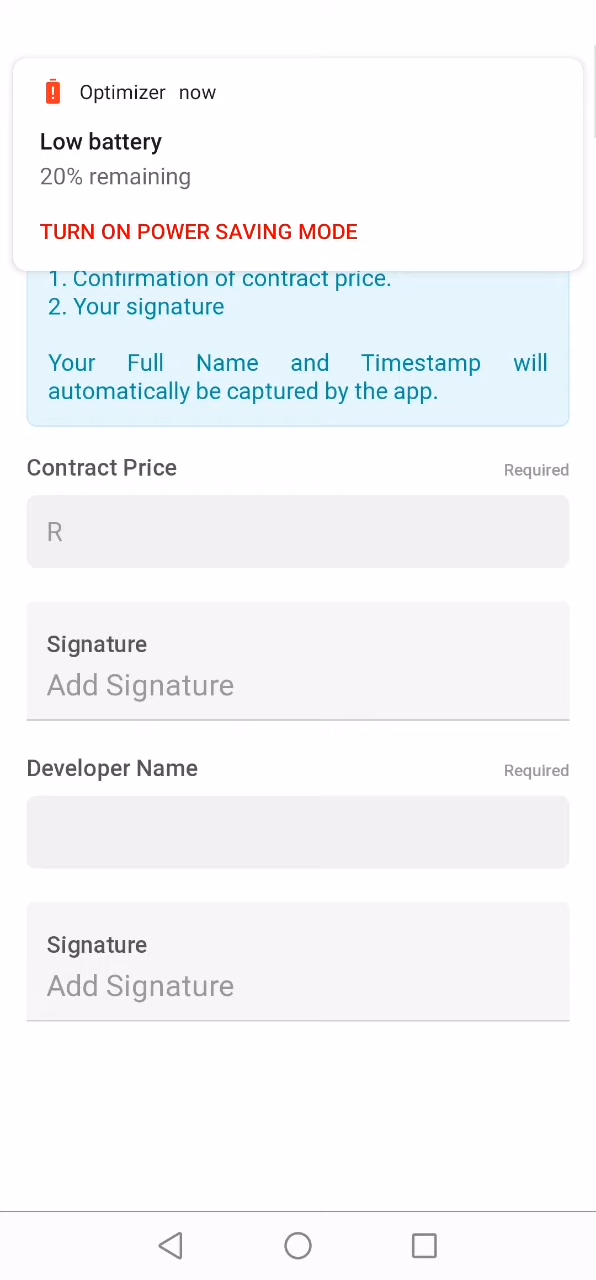 Optimizer now
Low battery
20% remaining
TURN ON POWER SAVING MODE
1. Confirmation of contract price.
2. Your signature
Your Full Name and Timestamp will
automatically be captured by the app.
Contract Price Required
R
Signature
Add Signature
Developer Name Required
Signature
Add Signature